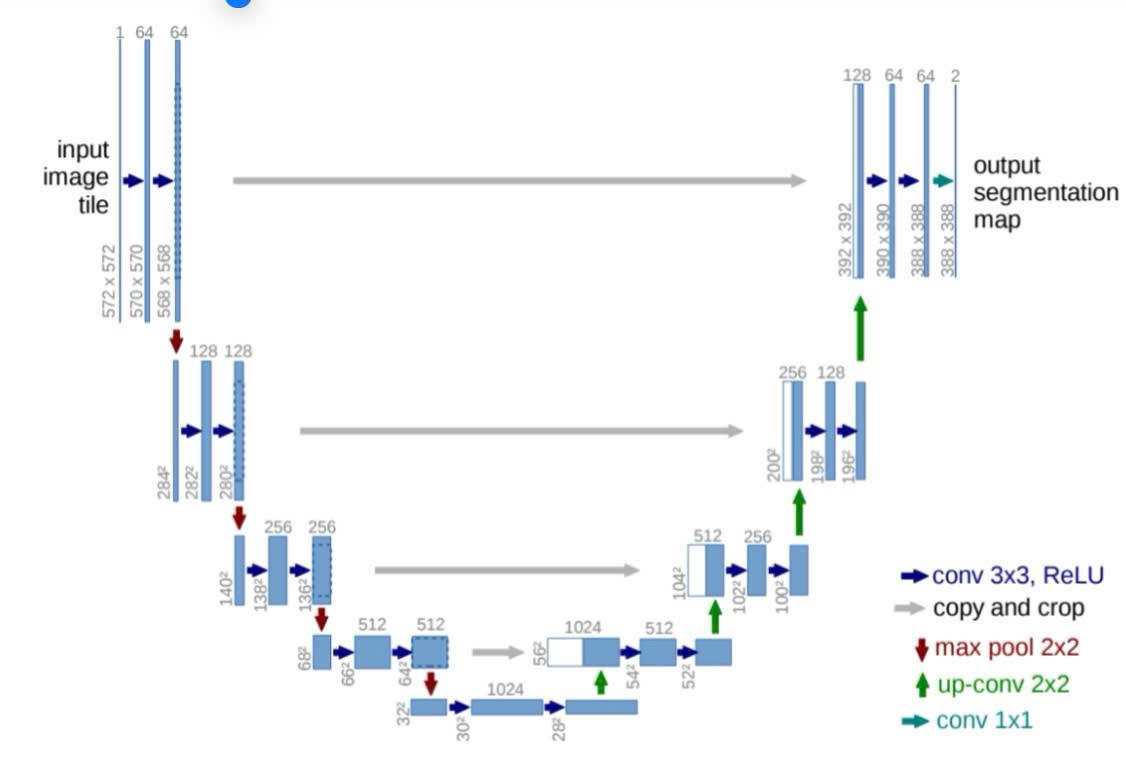 1 64 64
128 64 64 2
input
image
tile
output
segmentation
map
572 x 572
570 x 570
568 x 568
392 x 392
390 x 390
388 x 388
388 x 388
128 128
256 128
284²
282²
280²
200²
198²
196²
256 256
512 256
140²
138²
136²
104²
102²
100²
512 512
1024 512
68²
66²
64²
56²
54²
52²
1024
32²
30²
28²
conv 3x3, ReLU
copy and crop
max pool 2x2
up-conv 2x2
conv 1x1